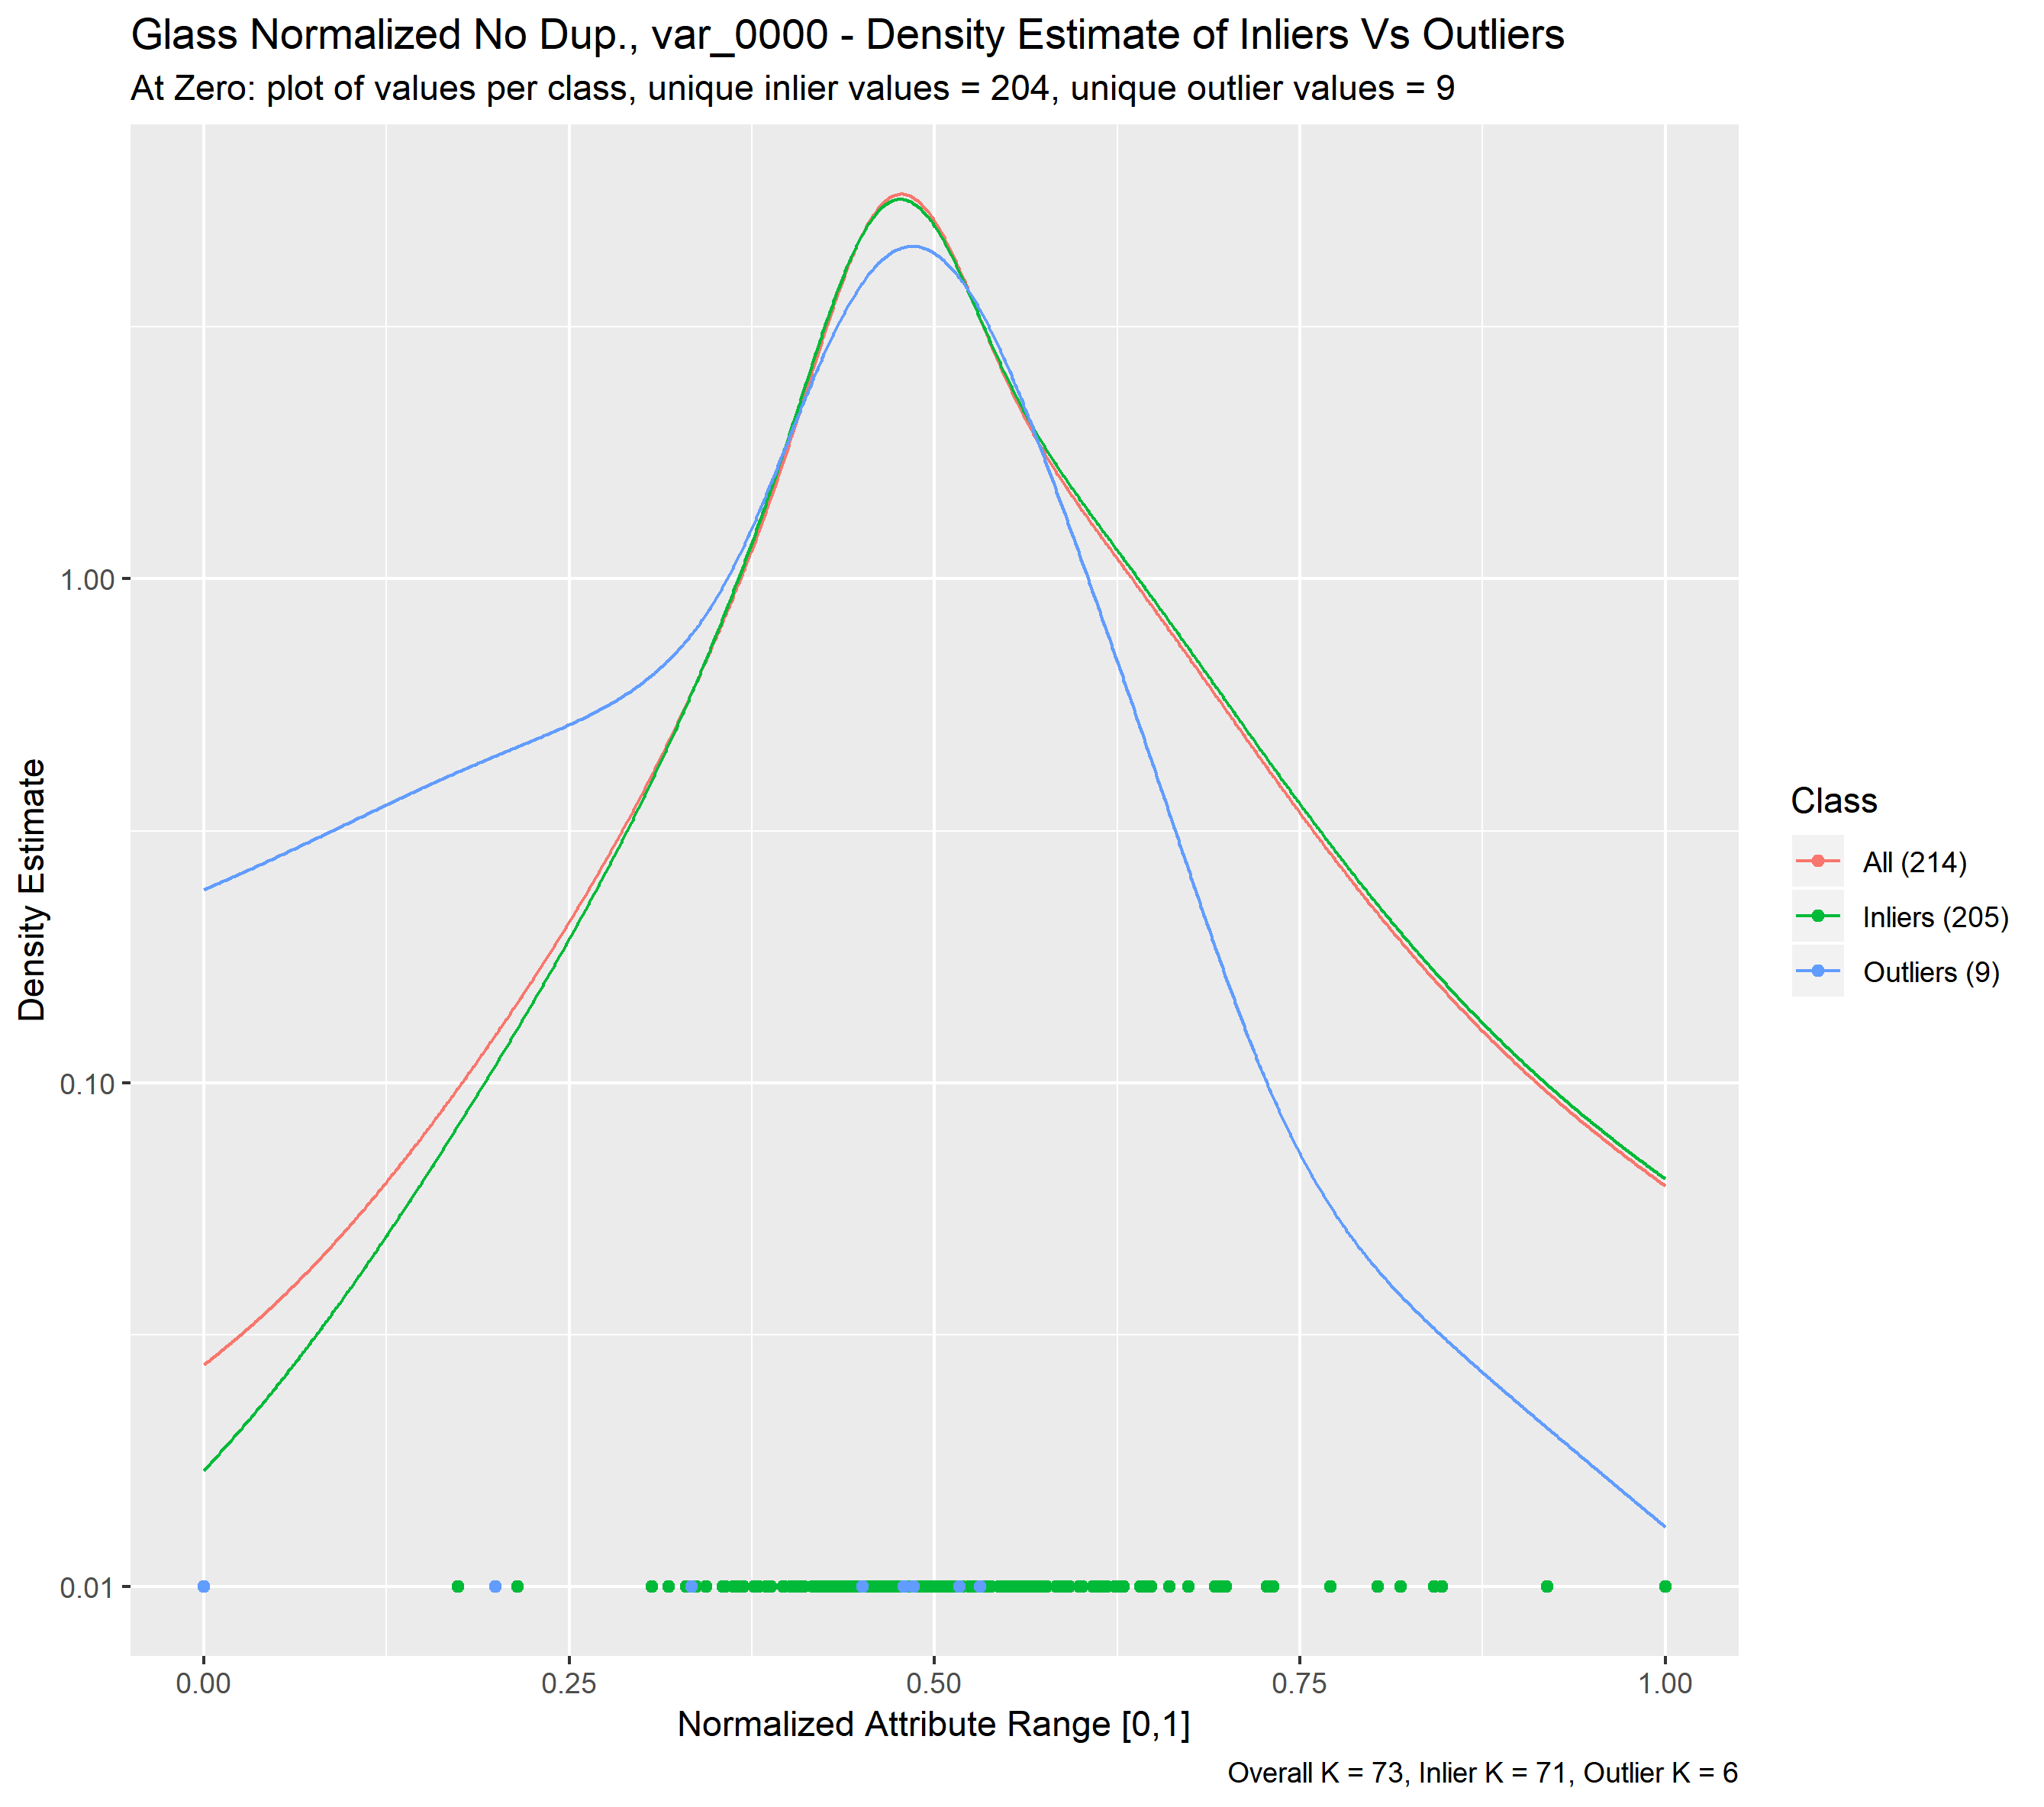 Glass Normalized No Dup., var_0000 - Density Estimate of Inliers Vs Outliers
At Zero: plot of values per class, unique inlier values = 204, unique outlier values = 9
Density Estimate
1.00
0.10
0.01
0.00 0.25 0.50 0.75 1.00
Normalized Attribute Range [0,1]
Overall K = 73, Inlier K = 71, Outlier K = 6
Class
All (214)
Inliers (205)
Outliers (9)